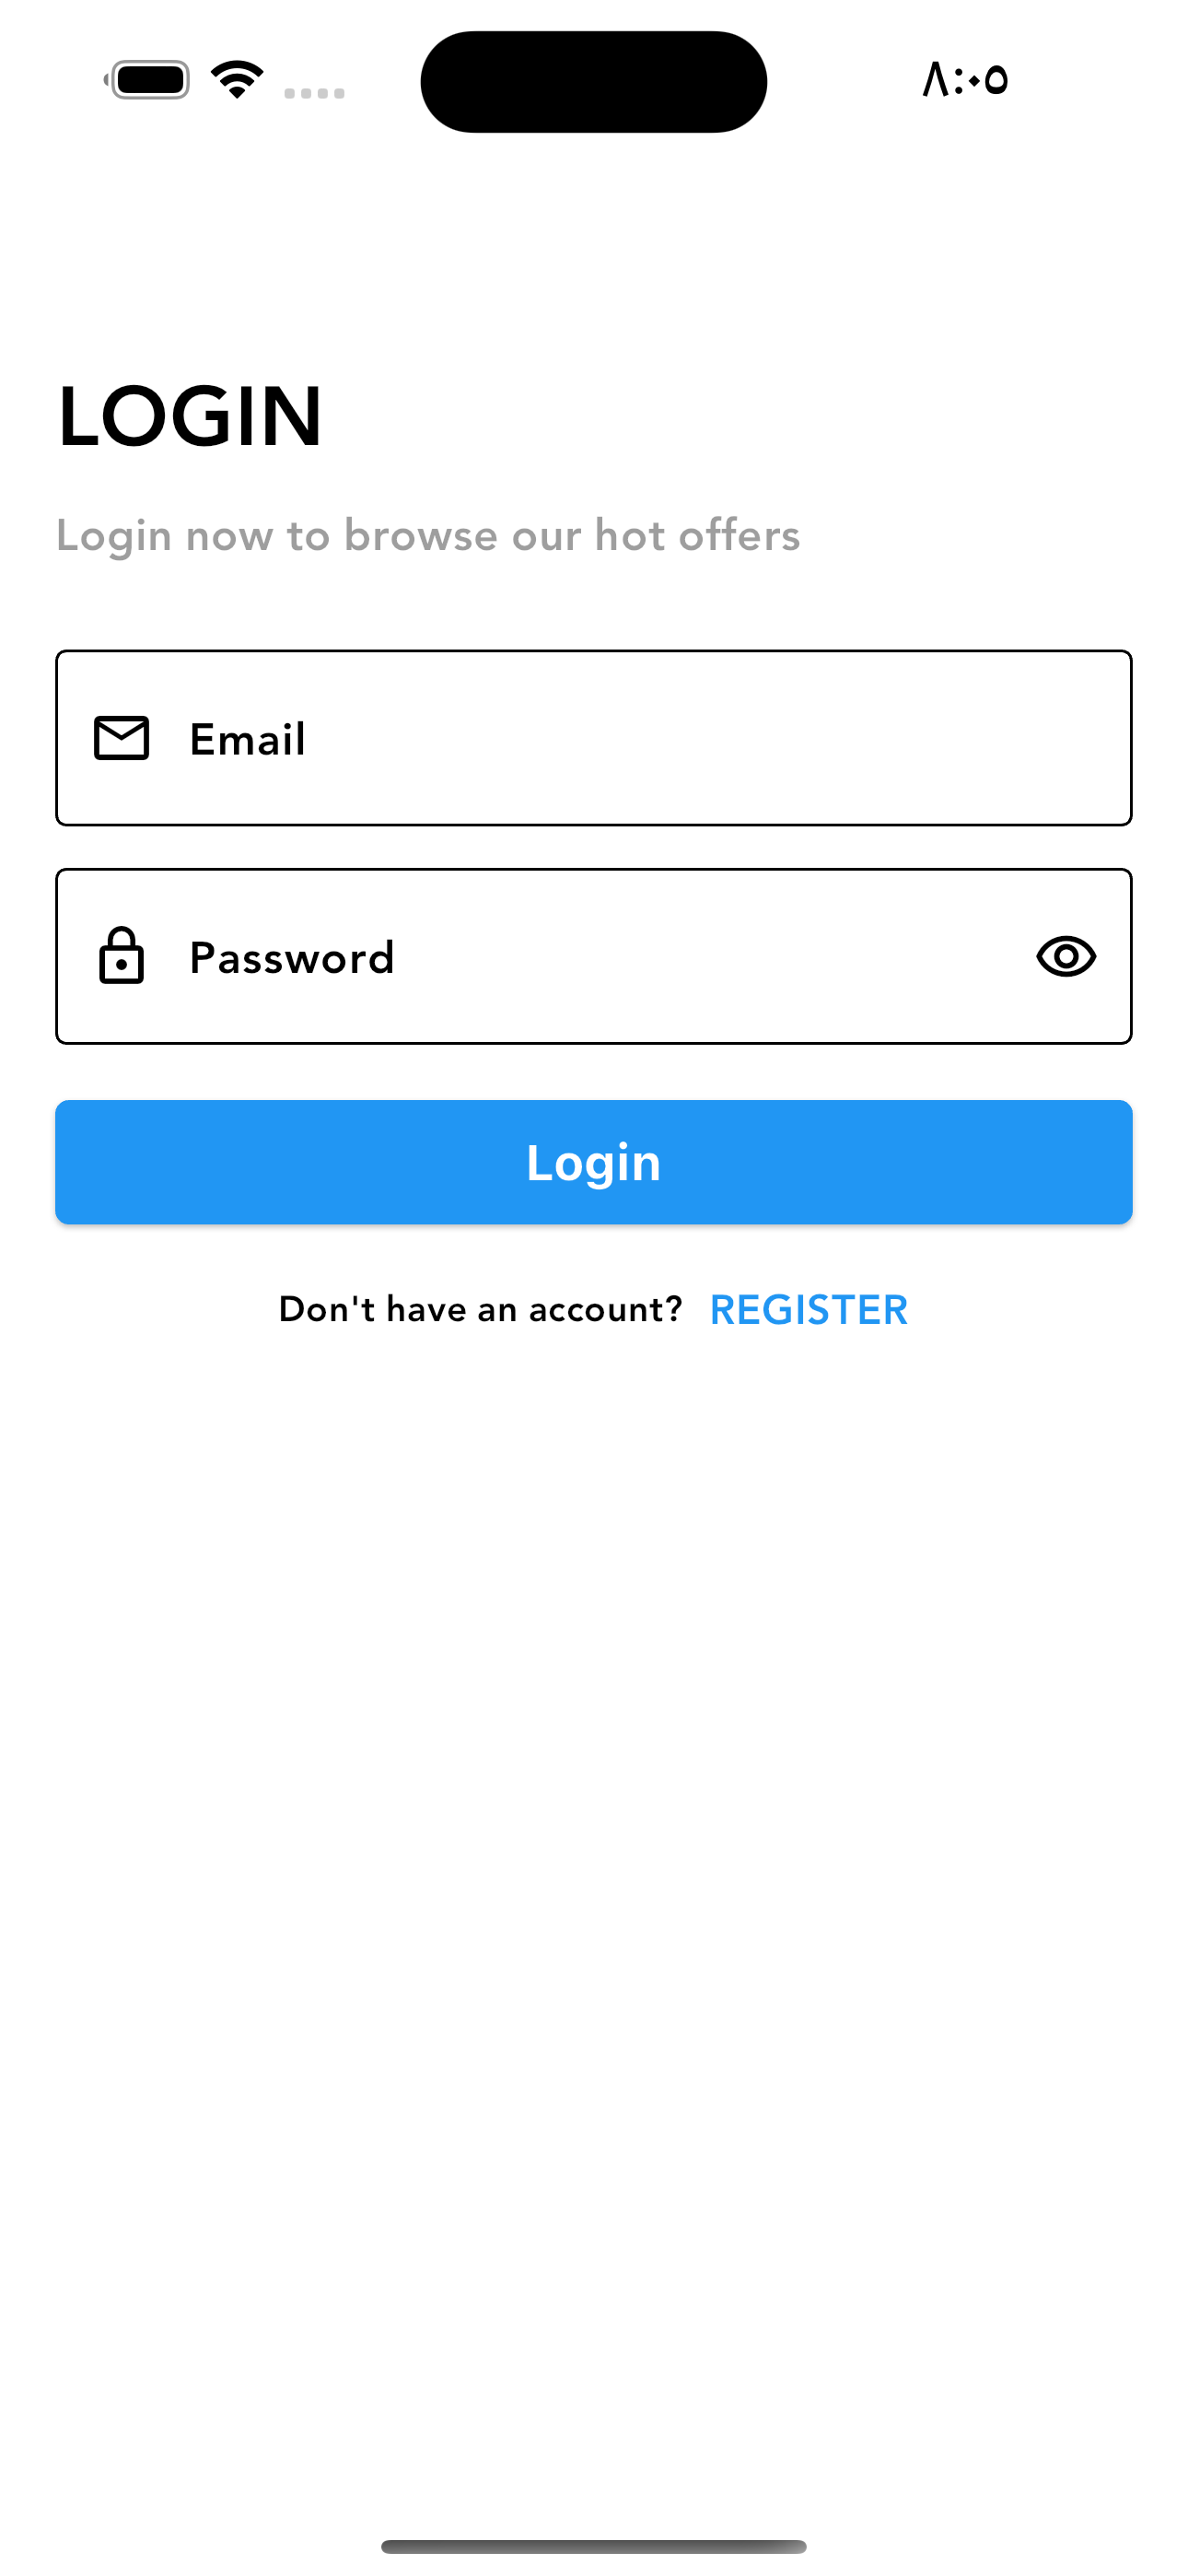 ٨:٠٥
LOGIN
Login now to browse our hot offers
Email
Password
Login
Don't have an account? REGISTER